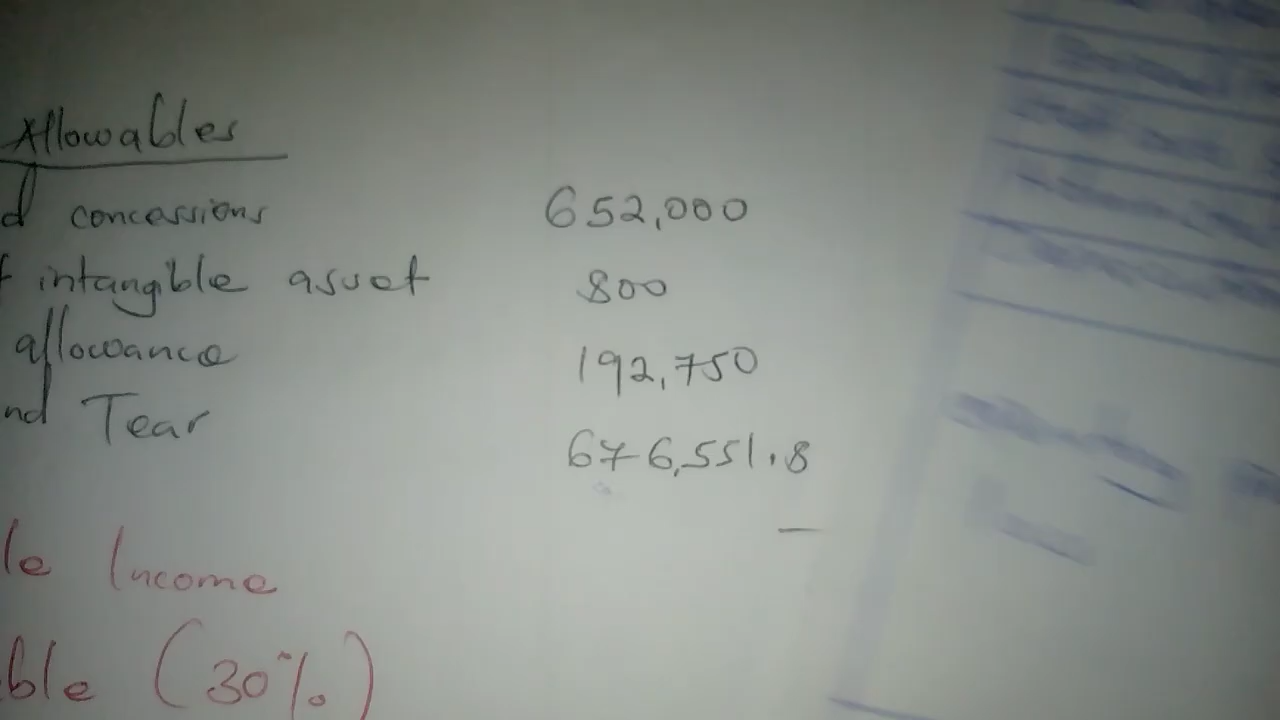 Allowables
d concessions 652,000
f intangible asset 800
allowance 192,750
nd Tear 676,551.8
le Income
ble (30%)